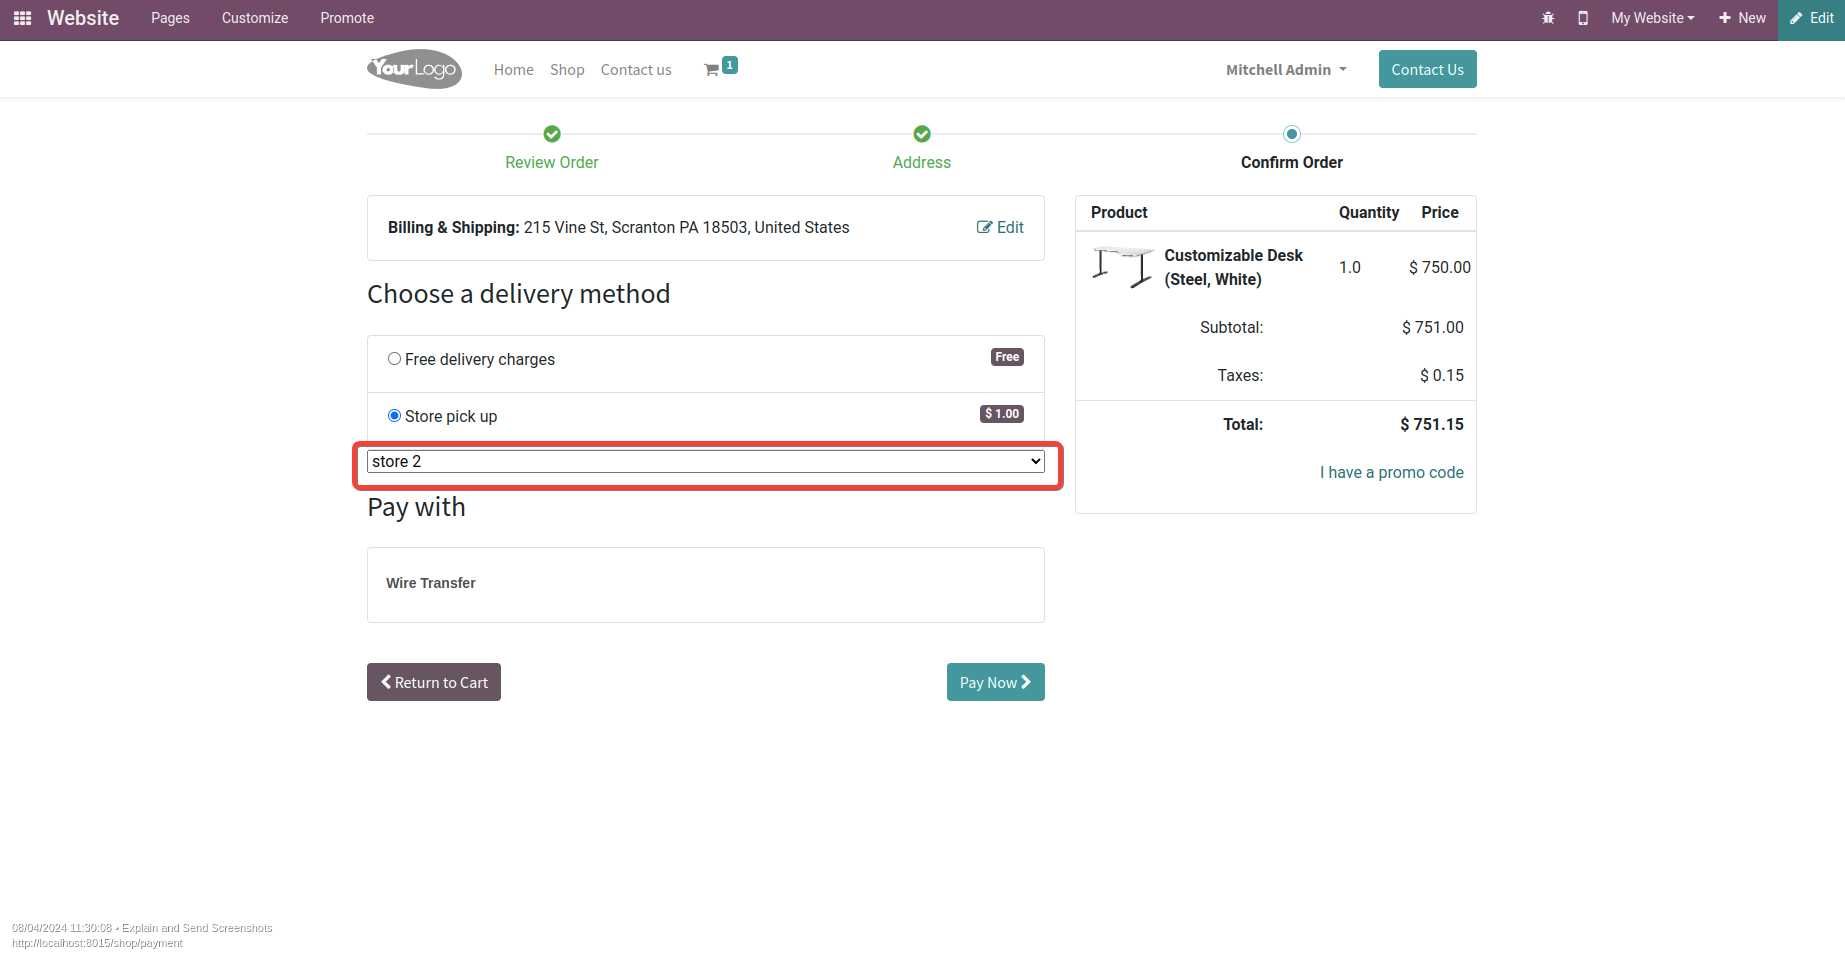 Website Pages Customize Promote My Website New Edit
YourLogo Home Shop Contact us 1 Mitchell Admin Contact Us
Review Order Address Confirm Order
Billing & Shipping: 215 Vine St, Scranton PA 18503, United States Edit
Choose a delivery method
Free delivery charges Free
Store pick up $ 1.00
store 2
Pay with
Wire Transfer
Return to Cart Pay Now
Product Quantity Price
Customizable Desk
(Steel, White) 1.0 $ 750.00
Subtotal: $ 751.00
Taxes: $ 0.15
Total: $ 751.15
I have a promo code
08/04/2024 11:30:08 - Explain and Send Screenshots
http://localhost:8015/shop/payment